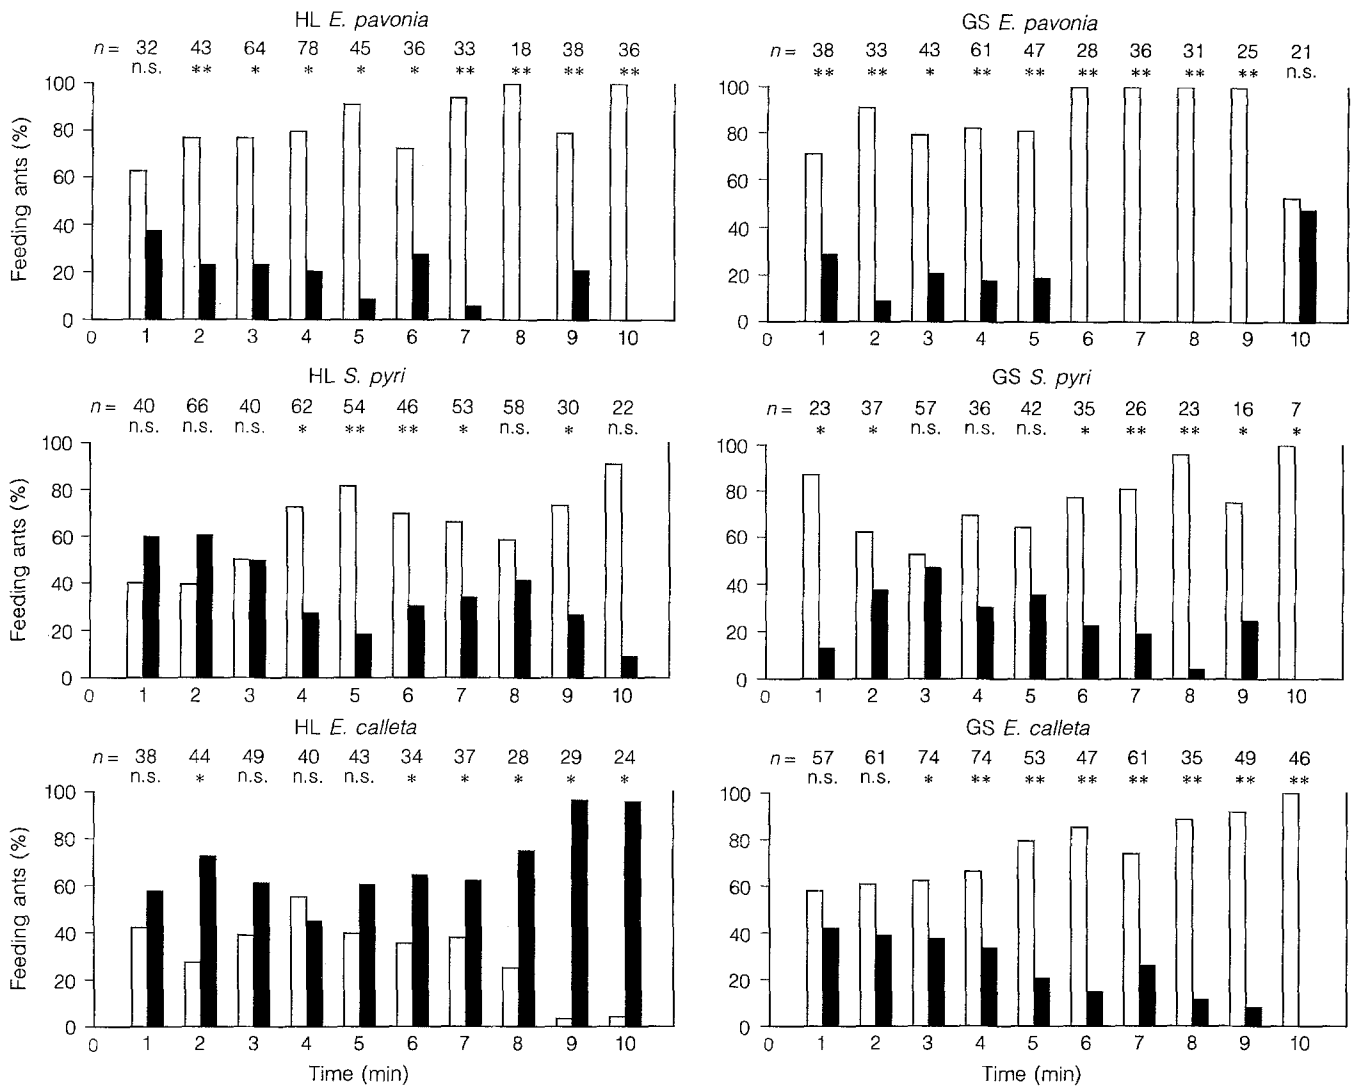 HL E. pavonia
n = 32 43 64 78 45 36 33 18 38 36
n.s. ** * * * * ** ** ** **
100
80
60
40
20
0
Feeding ants (%)
0 1 2 3 4 5 6 7 8 9 10
GS E. pavonia
n = 38 33 43 61 47 28 36 31 25 21
** ** * ** ** ** ** ** ** n.s.
100
80
60
40
20
0
0 1 2 3 4 5 6 7 8 9 10
HL S. pyri
n = 40 66 40 62 54 46 53 58 30 22
n.s. n.s. n.s. * ** ** * n.s. * n.s.
100
80
60
40
20
0
Feeding ants (%)
0 1 2 3 4 5 6 7 8 9 10
GS S. pyri
n = 23 37 57 36 42 35 26 23 16 7
* * n.s. n.s. n.s. * ** ** * *
100
80
60
40
20
0
0 1 2 3 4 5 6 7 8 9 10
HL E. calleta
n = 38 44 49 40 43 34 37 28 29 24
n.s. * n.s. n.s. n.s. * * * * *
100
80
60
40
20
0
Feeding ants (%)
0 1 2 3 4 5 6 7 8 9 10
Time (min)
GS E. calleta
n = 57 61 74 74 53 47 61 35 49 46
n.s. n.s. * ** ** ** ** ** ** **
100
80
60
40
20
0
0 1 2 3 4 5 6 7 8 9 10
Time (min)